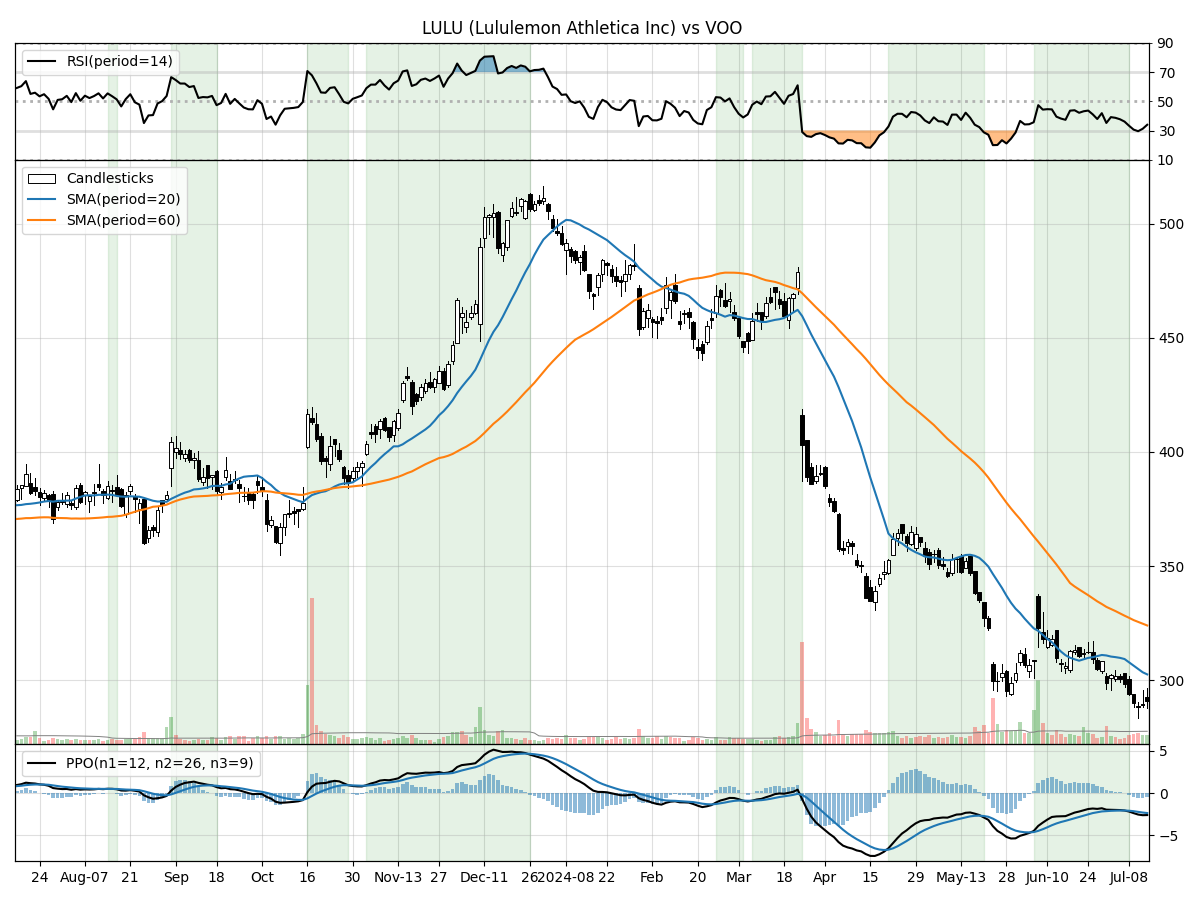 LULU (Lululemon Athletica Inc) vs VOO
RSI(period=14)
90
70
50
30
10
Candlesticks
SMA(period=20)
SMA(period=60)
500
450
400
350
300
PPO(n1=12, n2=26, n3=9)
5
0
−5
24 Aug-07 21 Sep 18 Oct 16 30 Nov-13 27 Dec-11 26 2024-08 22 Feb 20 Mar 18 Apr 15 29 May-13 28 Jun-10 24 Jul-08